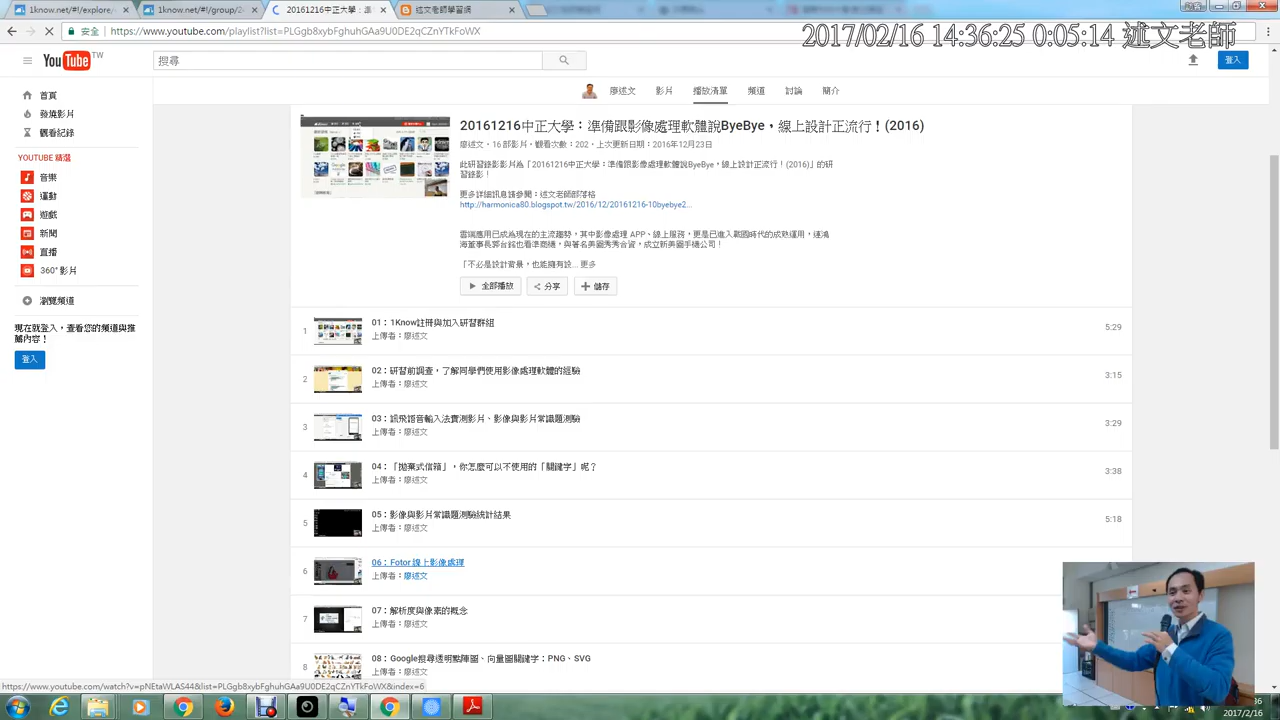 1know.net/#!/explore/k
1know.net/#!/group/2a
20161216中正大學：準
述文老師學習網
安全 https://www.youtube.com/playlist?list=PLGgb8xybFghuhGAa9U0DE2qCZnYTkFoWX
2017/02/16 14:36:25 0:05:14 述文老師
YouTube TW
搜尋
登入
廖述文 影片 播放清單 頻道 討論 簡介
首頁
發燒影片
觀看紀錄
YOUTUBE 精選
音樂
運動
遊戲
新聞
直播
360° 影片
瀏覽頻道
現在就登入，查看您的頻道與推薦內容！
登入
20161216中正大學：準備跟影像處理軟體說ByeBye，線上設計正流行！(2016)
廖述文・16 部影片・觀看次數：202・上次更新日期：2016年12月23日
此研習錄影影片為「20161216中正大學：準備跟影像處理軟體說ByeBye，線上設計正流行！(2016)」的研
習錄影！
更多詳細訊息請參閱：述文老師部落格
http://harmonica80.blogspot.tw/2016/12/20161216-10byebye2...
雲端應用已成為現在的主流趨勢，其中影像處理 APP、線上服務，更是已進入戰國時代的成熟運用，連鴻
海董事長郭台銘也看準商機，與著名美圖秀秀合資，成立新美圖手機公司！
「不必是設計背景，也能擁有設... 更多
全部播放 分享 儲存
1 01：1Know註冊與加入研習群組 5:29
上傳者：廖述文
2 02：研習前調查，了解同學們使用影像處理軟體的經驗 3:15
上傳者：廖述文
3 03：訊飛語音輸入法實測影片、影像與影片常識題測驗 3:29
上傳者：廖述文
4 04：「拋棄式信箱」，你怎麼可以不使用的「關鍵字」呢？ 3:38
上傳者：廖述文
5 05：影像與影片常識題測驗統計結果 5:18
上傳者：廖述文
6 06：Fotor 線上影像處理
上傳者：廖述文
7 07：解析度與像素的概念
上傳者：廖述文
8 08：Google搜尋透明點陣圖、向量圖關鍵字：PNG、SVG
上傳者：廖述文
https://www.youtube.com/watch?v=pNEtaWLAS44&list=PLGgb8xybFghuhGAa9U0DE2qCZnYTkFoWX&index=6
2017/2/16